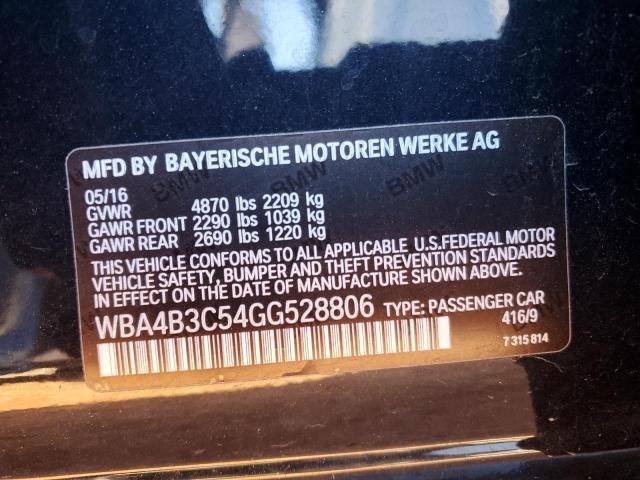 MFD BY BAYERISCHE MOTOREN WERKE AG
05/16
GVWR 4870 lbs 2209 kg
GAWR FRONT 2290 lbs 1039 kg
GAWR REAR 2690 lbs 1220 kg
THIS VEHICLE CONFORMS TO ALL APPLICABLE U.S.FEDERAL MOTOR
VEHICLE SAFETY, BUMPER AND THEFT PREVENTION STANDARDS
IN EFFECT ON THE DATE OF MANUFACTURE SHOWN ABOVE.
WBA4B3C54GG528806 TYPE: PASSENGER CAR
416/9
7 315 814
BMW
BMW
BMW